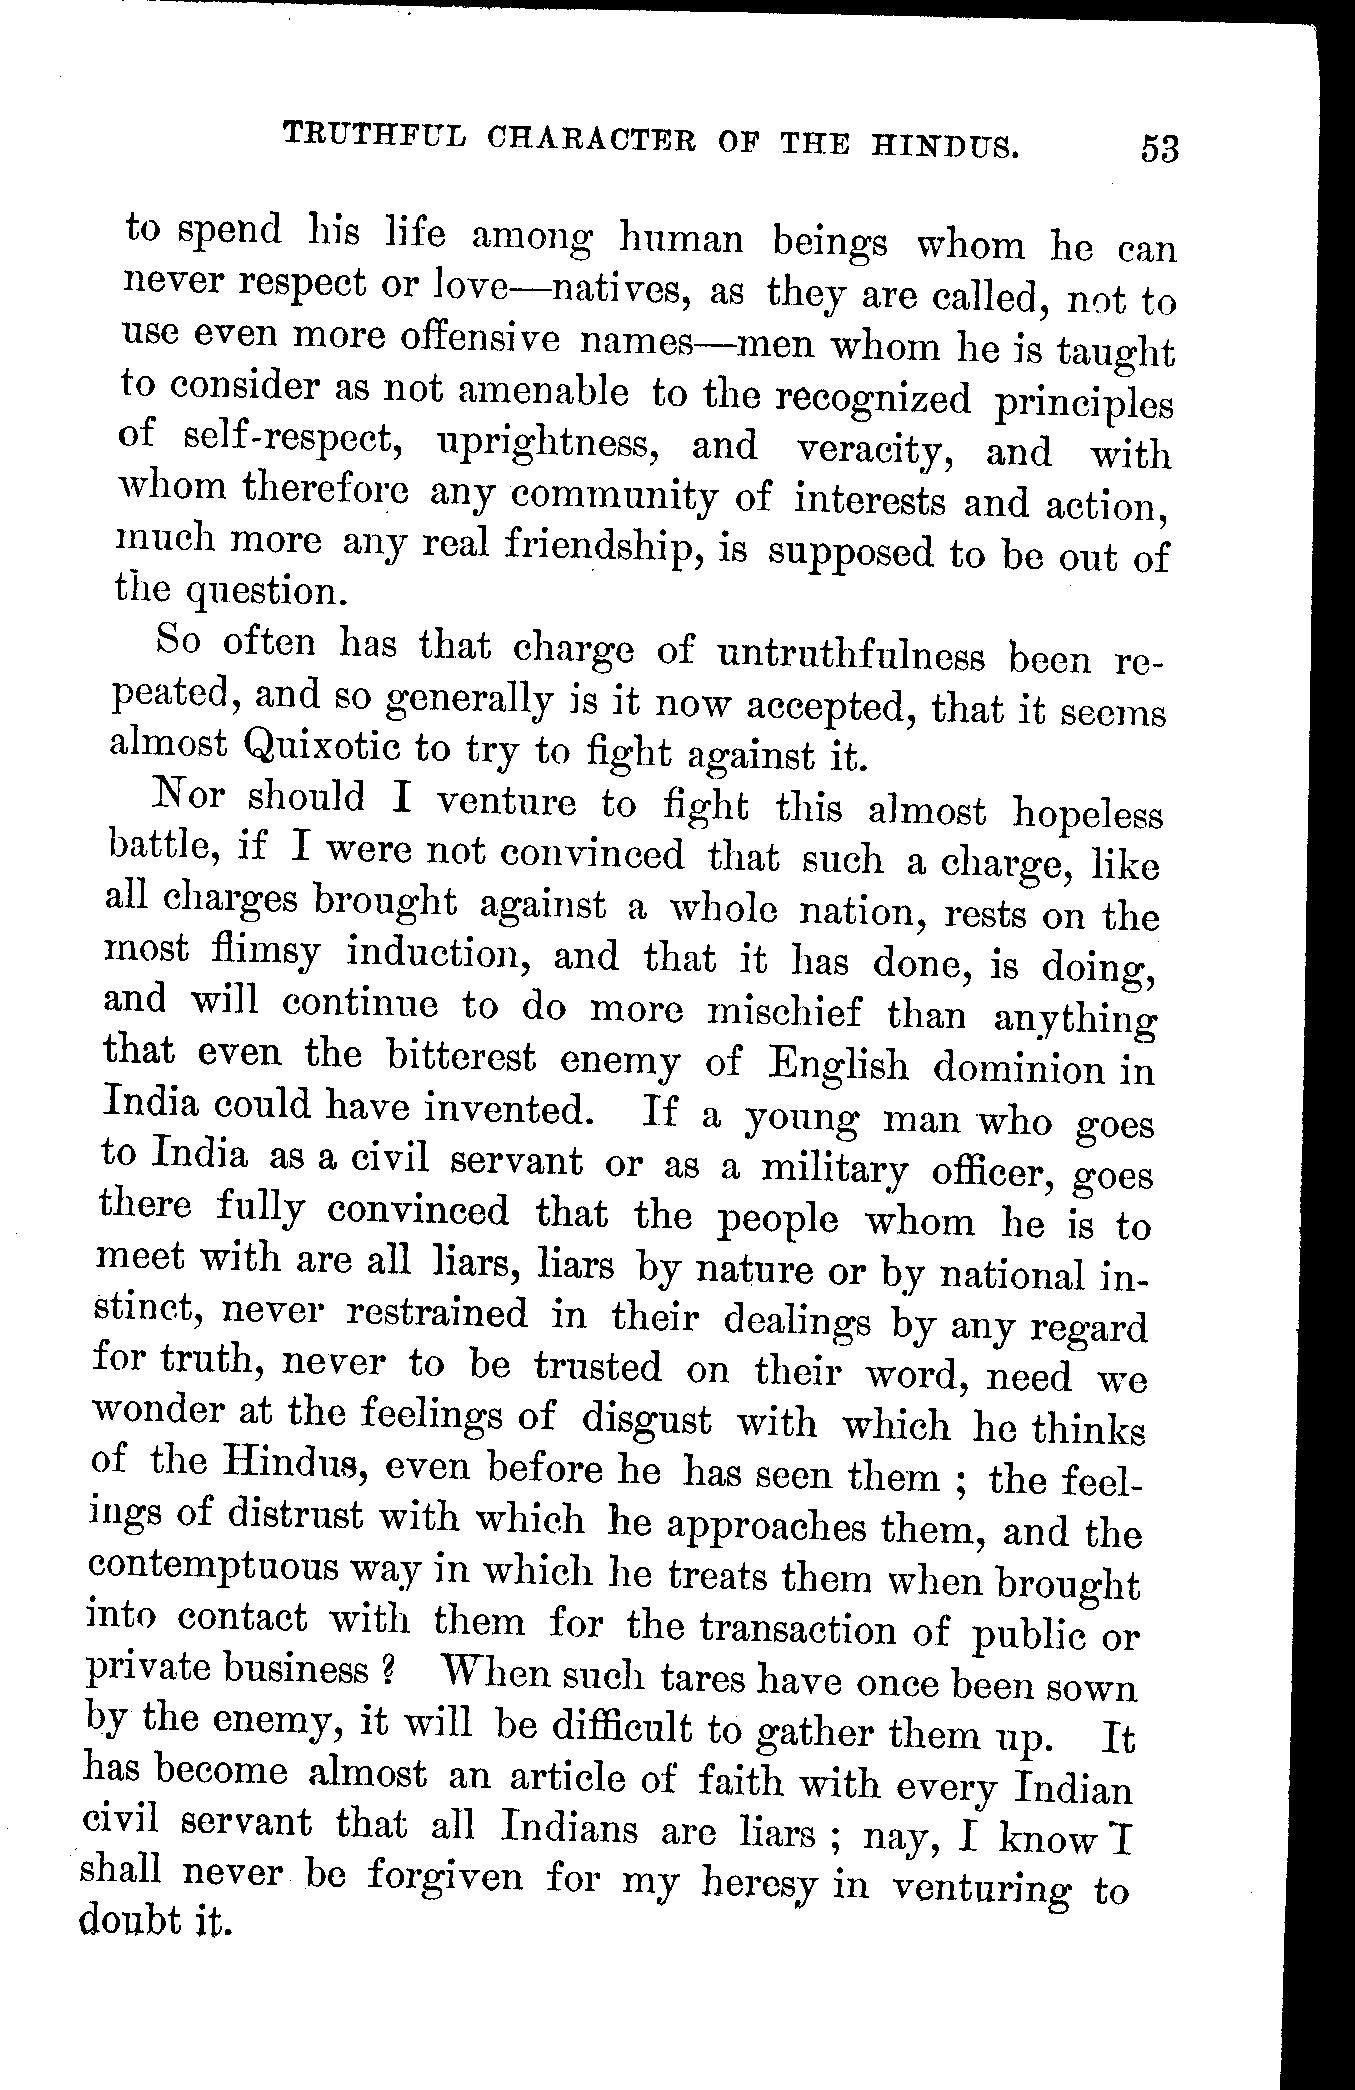 TRUTHFUL CHARACTER OF THE HINDUS. 53
to spend his life among human beings whom he can
never respect or love—natives, as they are called, not to
use even more offensive names—men whom he is taught
to consider as not amenable to the recognized principles
of self-respect, uprightness, and veracity, and with
whom therefore any community of interests and action,
much more any real friendship, is supposed to be out of
the question.
So often has that charge of untruthfulness been re-
peated, and so generally is it now accepted, that it seems
almost Quixotic to try to fight against it.
Nor should I venture to fight this almost hopeless
battle, if I were not convinced that such a charge, like
all charges brought against a whole nation, rests on the
most flimsy induction, and that it has done, is doing,
and will continue to do more mischief than anything
that even the bitterest enemy of English dominion in
India could have invented. If a young man who goes
to India as a civil servant or as a military officer, goes
there fully convinced that the people whom he is to
meet with are all liars, liars by nature or by national in-
stinct, never restrained in their dealings by any regard
for truth, never to be trusted on their word, need we
wonder at the feelings of disgust with which he thinks
of the Hindus, even before he has seen them ; the feel-
ings of distrust with which he approaches them, and the
contemptuous way in which he treats them when brought
into contact with them for the transaction of public or
private business ? When such tares have once been sown
by the enemy, it will be difficult to gather them up. It
has become almost an article of faith with every Indian
civil servant that all Indians are liars ; nay, I know I
shall never be forgiven for my heresy in venturing to
doubt it.